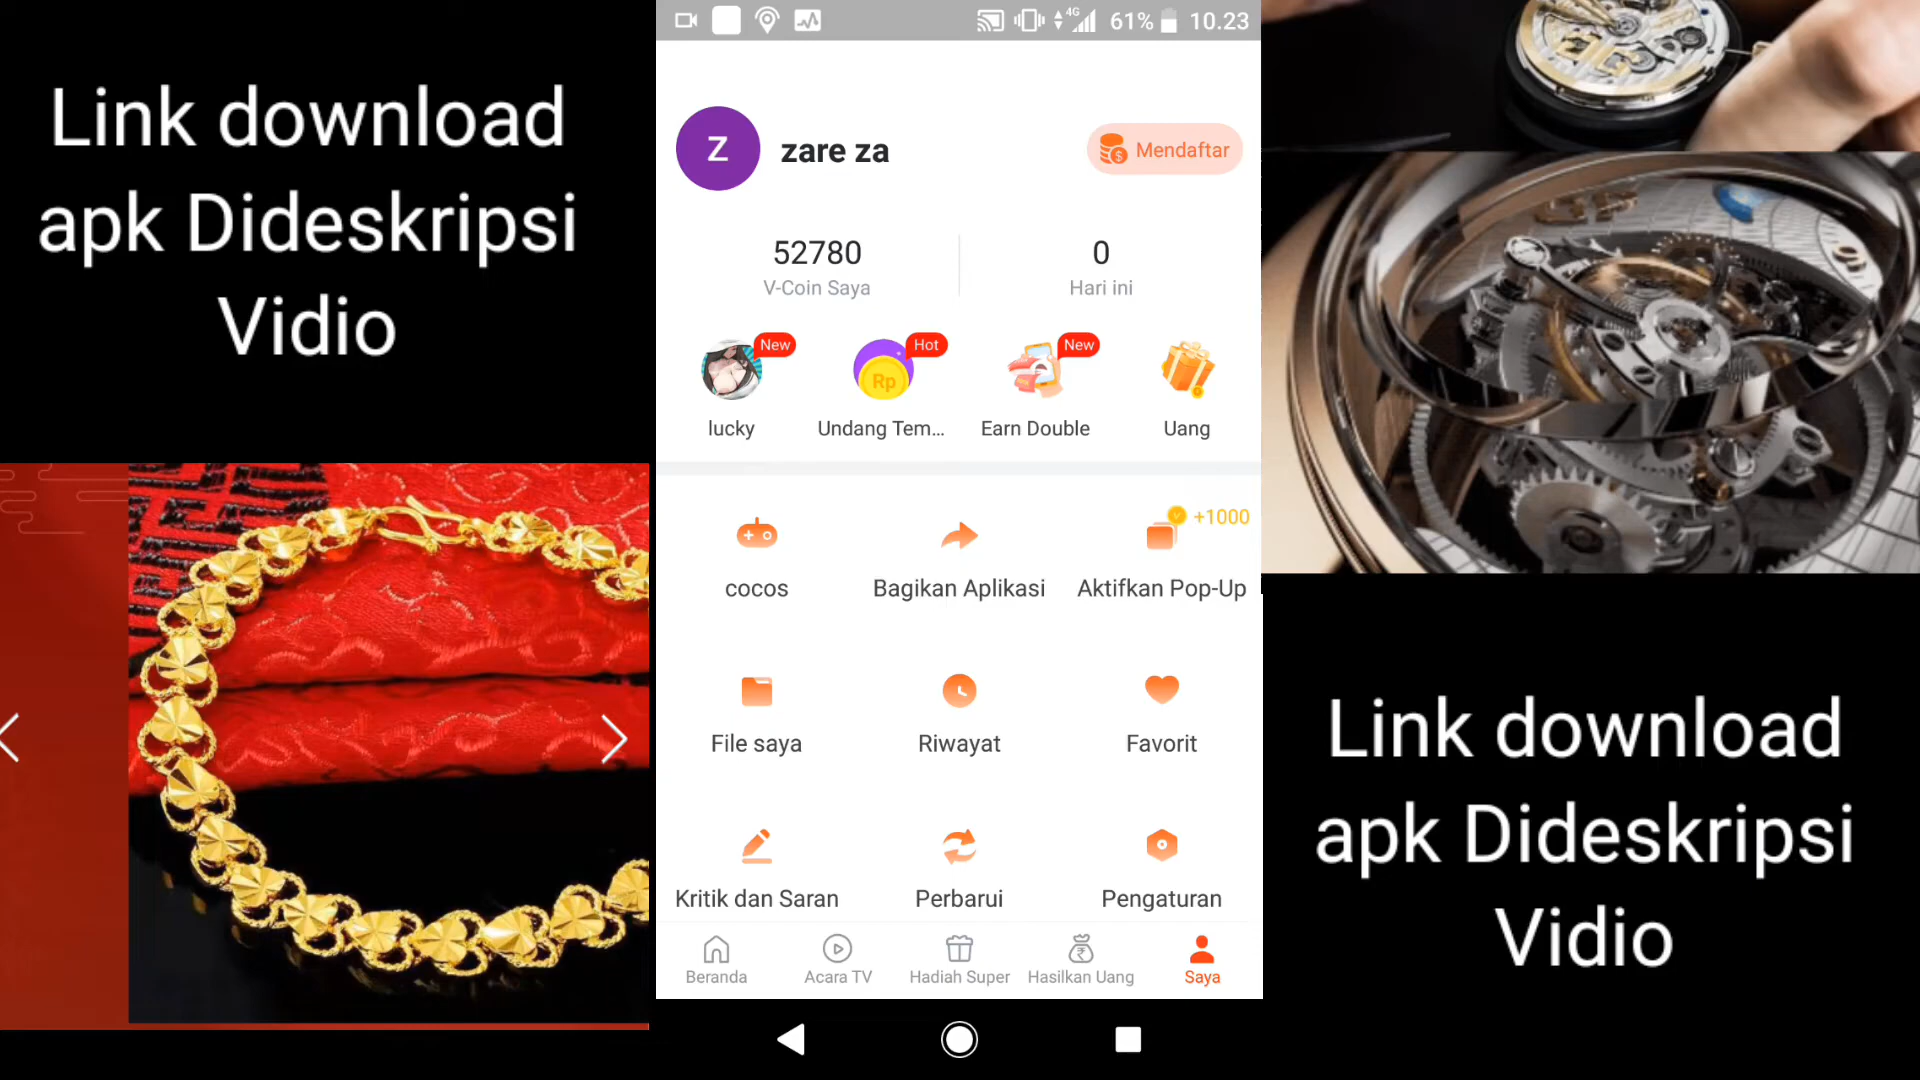 Link download
apk Dideskripsi
Vidio
4G
61%
10.23
Z
zare za
Mendaftar
52780
V-Coin Saya
0
Hari ini
New
Hot
New
Rp
lucky
Undang Tem...
Earn Double
Uang
+1000
cocos
Bagikan Aplikasi
Aktifkan Pop-Up
File saya
Riwayat
Favorit
Kritik dan Saran
Perbarui
Pengaturan
Beranda
Acara TV
Hadiah Super
Hasilkan Uang
Saya
Link download
apk Dideskripsi
Vidio